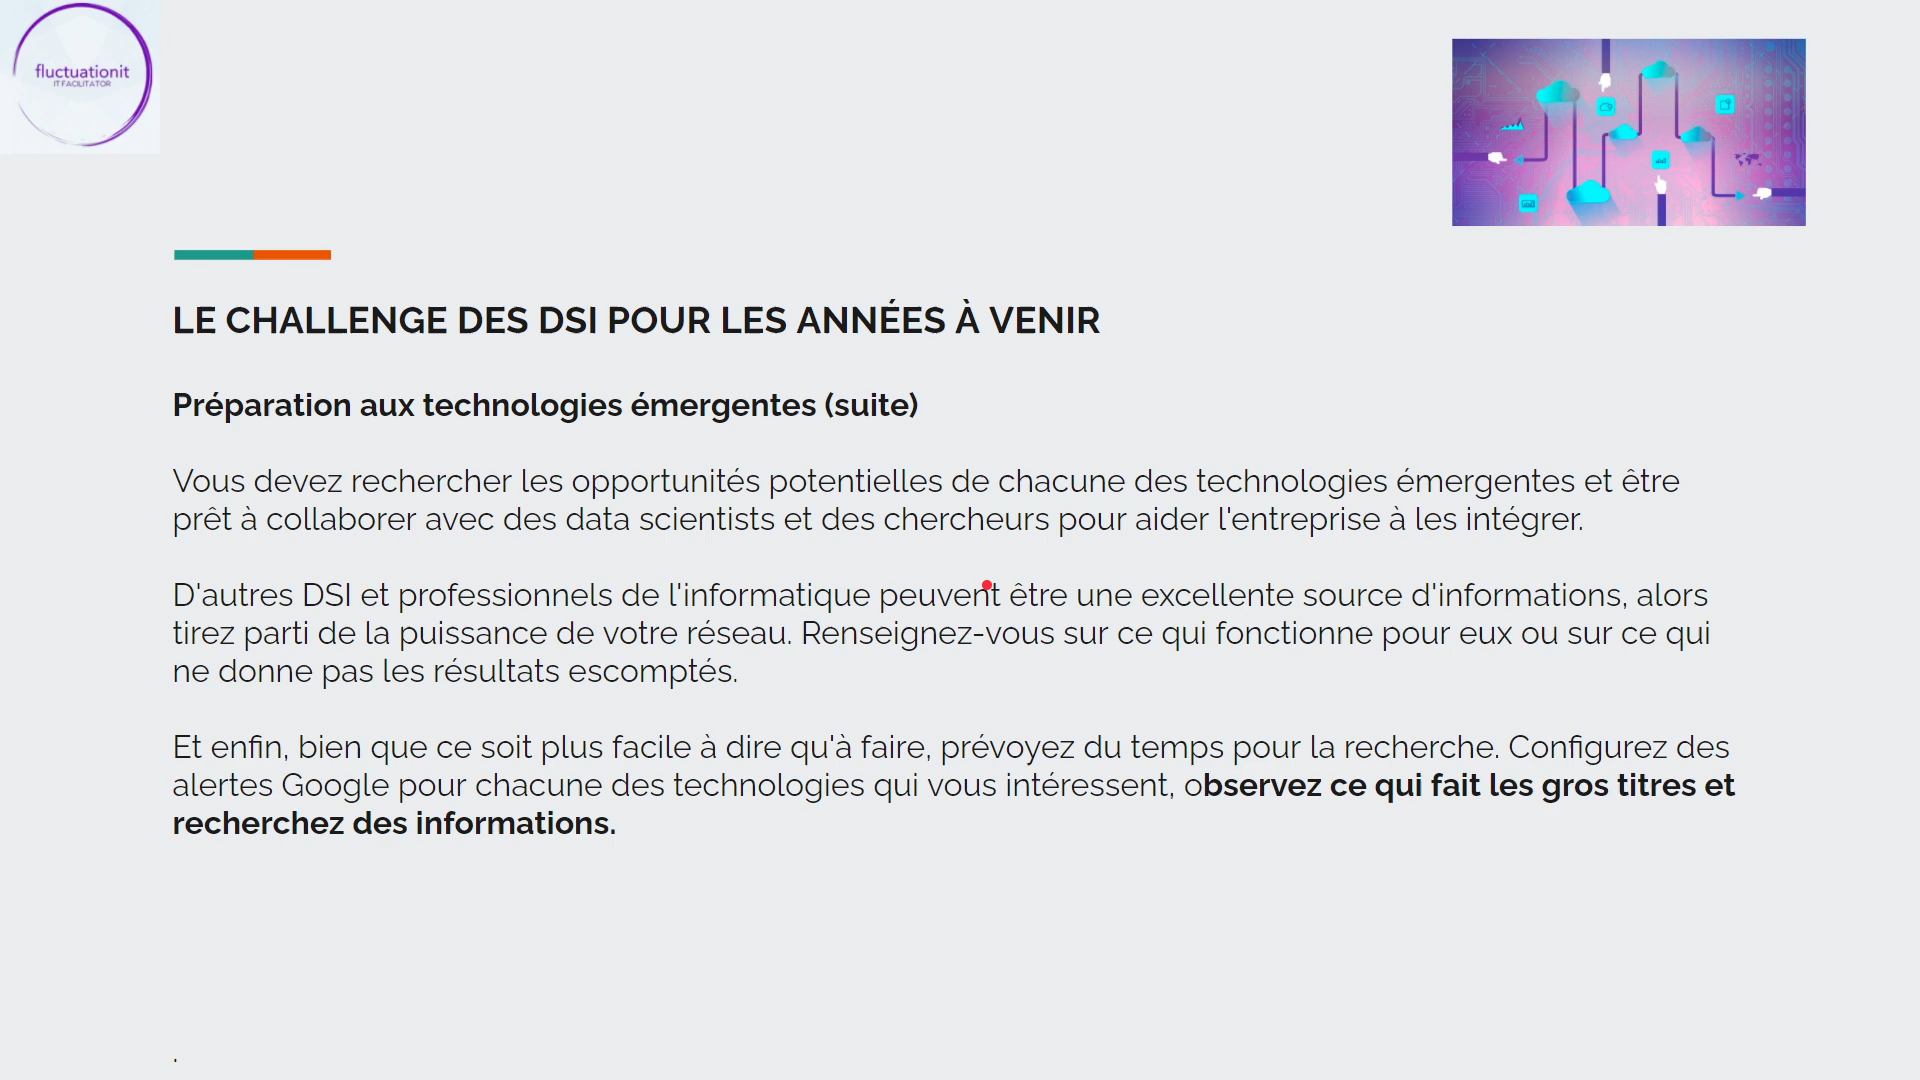 fluctuationit
IT FACILITATOR
LE CHALLENGE DES DSI POUR LES ANNÉES À VENIR
Préparation aux technologies émergentes (suite)
Vous devez rechercher les opportunités potentielles de chacune des technologies émergentes et être
prêt à collaborer avec des data scientists et des chercheurs pour aider l'entreprise à les intégrer.
D'autres DSI et professionnels de l'informatique peuvent être une excellente source d'informations, alors
tirez parti de la puissance de votre réseau. Renseignez-vous sur ce qui fonctionne pour eux ou sur ce qui
ne donne pas les résultats escomptés.
Et enfin, bien que ce soit plus facile à dire qu'à faire, prévoyez du temps pour la recherche. Configurez des
alertes Google pour chacune des technologies qui vous intéressent, observez ce qui fait les gros titres et
recherchez des informations.
.